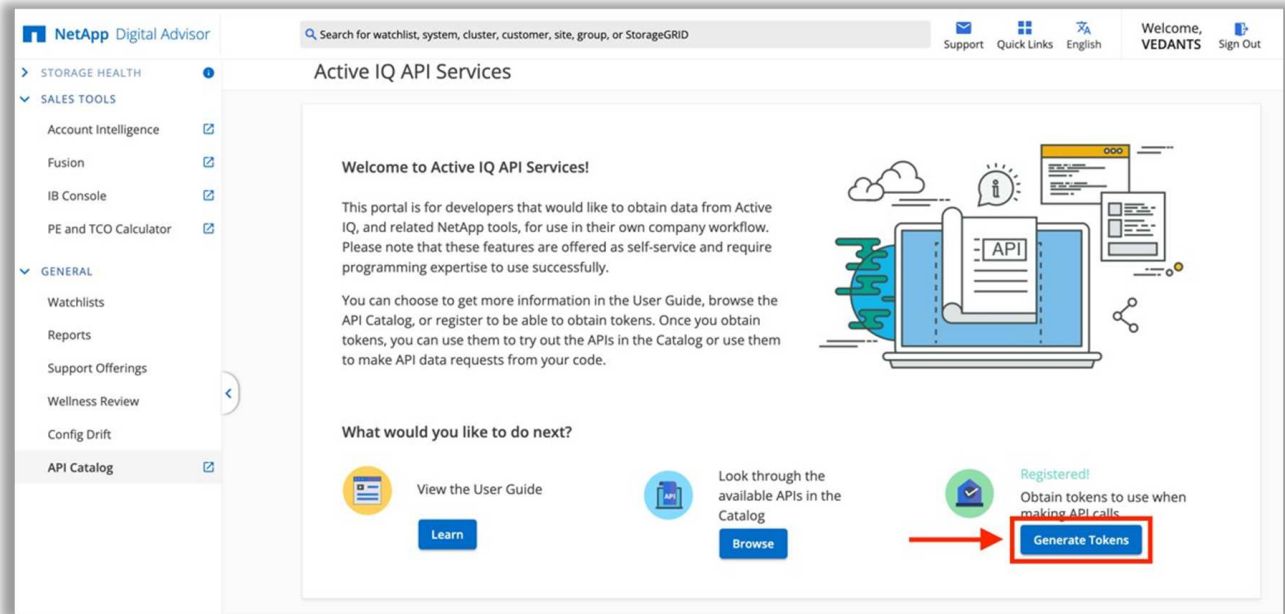 NetApp Digital Advisor
Search for watchlist, system, cluster, customer, site, group, or StorageGRID
Support
Quick Links
English
Welcome,
VEDANTS
Sign Out
STORAGE HEALTH
SALES TOOLS
Account Intelligence
Fusion
IB Console
PE and TCO Calculator
GENERAL
Watchlists
Reports
Support Offerings
Wellness Review
Config Drift
API Catalog
Active IQ API Services
Welcome to Active IQ API Services!
This portal is for developers that would like to obtain data from Active
IQ, and related NetApp tools, for use in their own company workflow.
Please note that these features are offered as self-service and require
programming expertise to use successfully.
You can choose to get more information in the User Guide, browse the
API Catalog, or register to be able to obtain tokens. Once you obtain
tokens, you can use them to try out the APIs in the Catalog or use them
to make API data requests from your code.
API
What would you like to do next?
View the User Guide
Learn
API
Look through the
available APIs in the
Catalog
Browse
Registered!
Obtain tokens to use when
making API calls
Generate Tokens